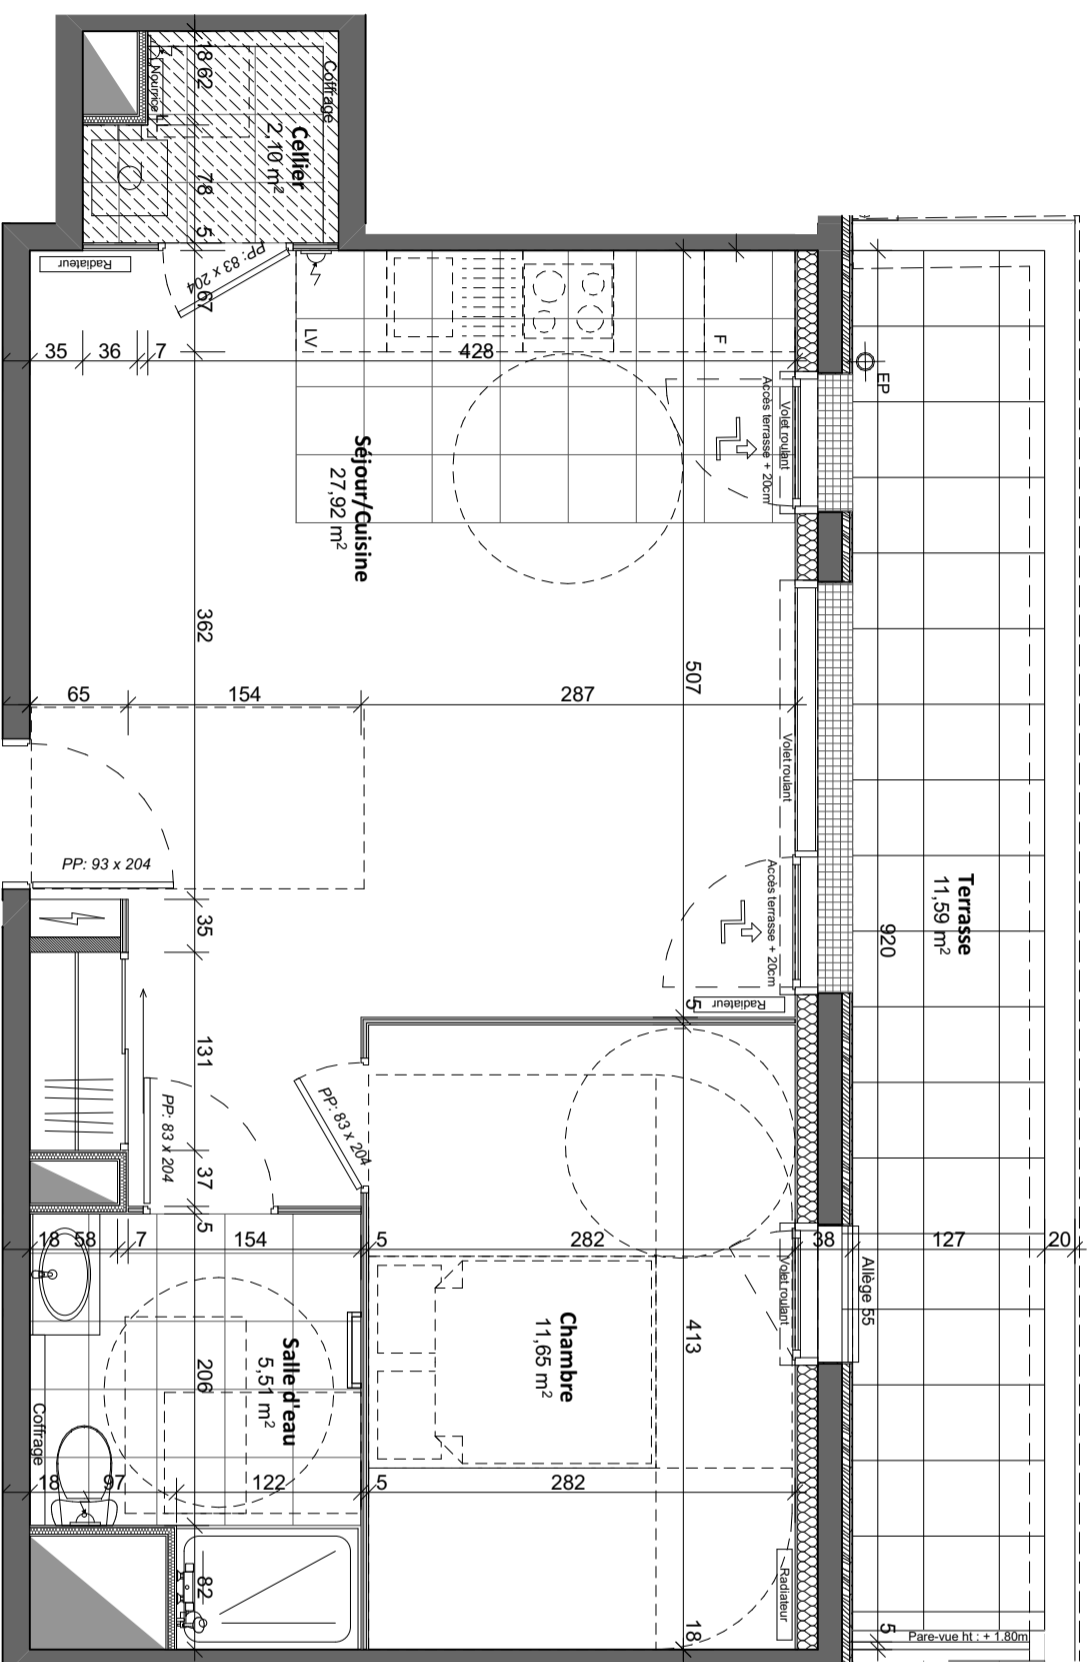 18
62
Nourrice
Coffrage
Cellier
2,10 m²
78
5
PP: 83 x 204
Radiateur
67
35
36
7
LV
428
F
EP
Volet roulant
Accès terrasse + 20cm
Séjour/Cuisine
27,92 m²
362
507
65
154
287
Volet roulant
PP: 93 x 204
Accès terrasse + 20cm
Terrasse
11,59 m²
920
35
Radiateur
5
131
PP: 83 x 204
PP: 83 x 204
37
5
18
58
7
154
5
282
38
127
20
Volet roulant
Allège 55
Chambre
11,65 m²
413
Salle d'eau
5,51 m²
206
Coffrage
18
97
122
5
282
82
Radiateur
18
5
Pare-vue ht : + 1.80m